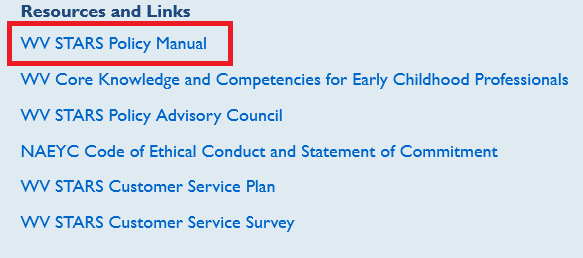 Resources and Links
WV STARS Policy Manual
WV Core Knowledge and Competencies for Early Childhood Professionals
WV STARS Policy Advisory Council
NAEYC Code of Ethical Conduct and Statement of Commitment
WV STARS Customer Service Plan
WV STARS Customer Service Survey